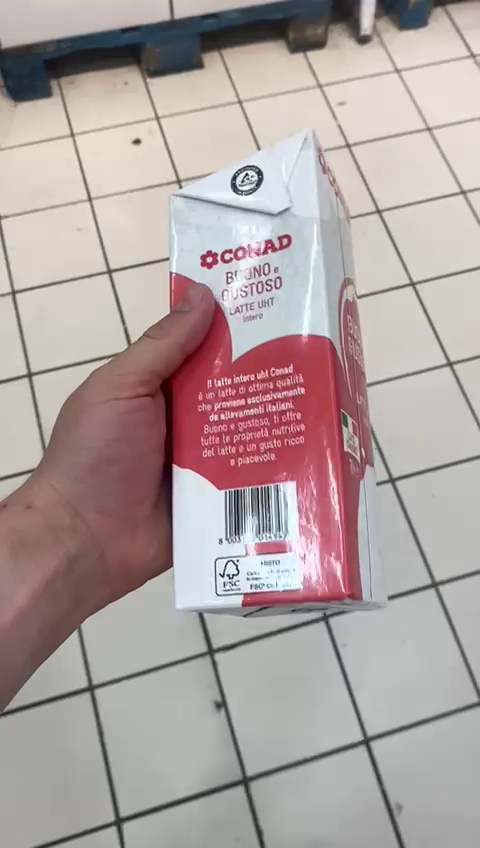 CONAD
BUONO e
GUSTOSO
LATTE UHT
intero
Il latte intero uht Conad
è un latte di ottima qualità
che proviene esclusivamente
da allevamenti italiani.
Buono e gustoso, ti offre
tutte le proprietà nutritive
del latte e un gusto ricco
e piacevole.
FSC
MISTO
CONAD